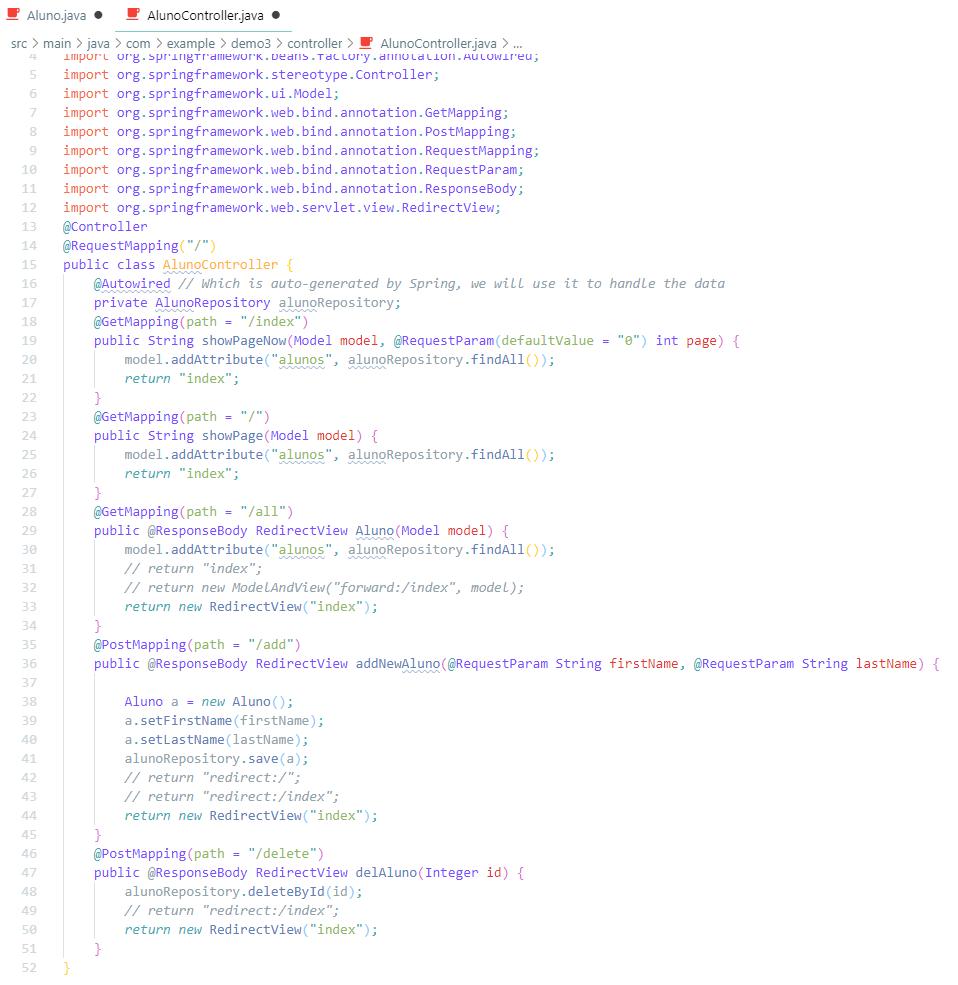 Aluno.java ● AlunoController.java ●
src > main > java > com > example > demo3 > controller > AlunoController.java > ...
4 import org.springframework.beans.factory.annotation.Autowired;
5 import org.springframework.stereotype.Controller;
6 import org.springframework.ui.Model;
7 import org.springframework.web.bind.annotation.GetMapping;
8 import org.springframework.web.bind.annotation.PostMapping;
9 import org.springframework.web.bind.annotation.RequestMapping;
10 import org.springframework.web.bind.annotation.RequestParam;
11 import org.springframework.web.bind.annotation.ResponseBody;
12 import org.springframework.web.servlet.view.RedirectView;
13 @Controller
14 @RequestMapping("/")
15 public class AlunoController {
16     @Autowired // Which is auto-generated by Spring, we will use it to handle the data
17     private AlunoRepository alunoRepository;
18     @GetMapping(path = "/index")
19     public String showPageNow(Model model, @RequestParam(defaultValue = "0") int page) {
20         model.addAttribute("alunos", alunoRepository.findAll());
21         return "index";
22     }
23     @GetMapping(path = "/")
24     public String showPage(Model model) {
25         model.addAttribute("alunos", alunoRepository.findAll());
26         return "index";
27     }
28     @GetMapping(path = "/all")
29     public @ResponseBody RedirectView Aluno(Model model) {
30         model.addAttribute("alunos", alunoRepository.findAll());
31         // return "index";
32         // return new ModelAndView("forward:/index", model);
33         return new RedirectView("index");
34     }
35     @PostMapping(path = "/add")
36     public @ResponseBody RedirectView addNewAluno(@RequestParam String firstName, @RequestParam String lastName) {
37
38         Aluno a = new Aluno();
39         a.setFirstName(firstName);
40         a.setLastName(lastName);
41         alunoRepository.save(a);
42         // return "redirect:/";
43         // return "redirect:/index";
44         return new RedirectView("index");
45     }
46     @PostMapping(path = "/delete")
47     public @ResponseBody RedirectView delAluno(Integer id) {
48         alunoRepository.deleteById(id);
49         // return "redirect:/index";
50         return new RedirectView("index");
51     }
52 }